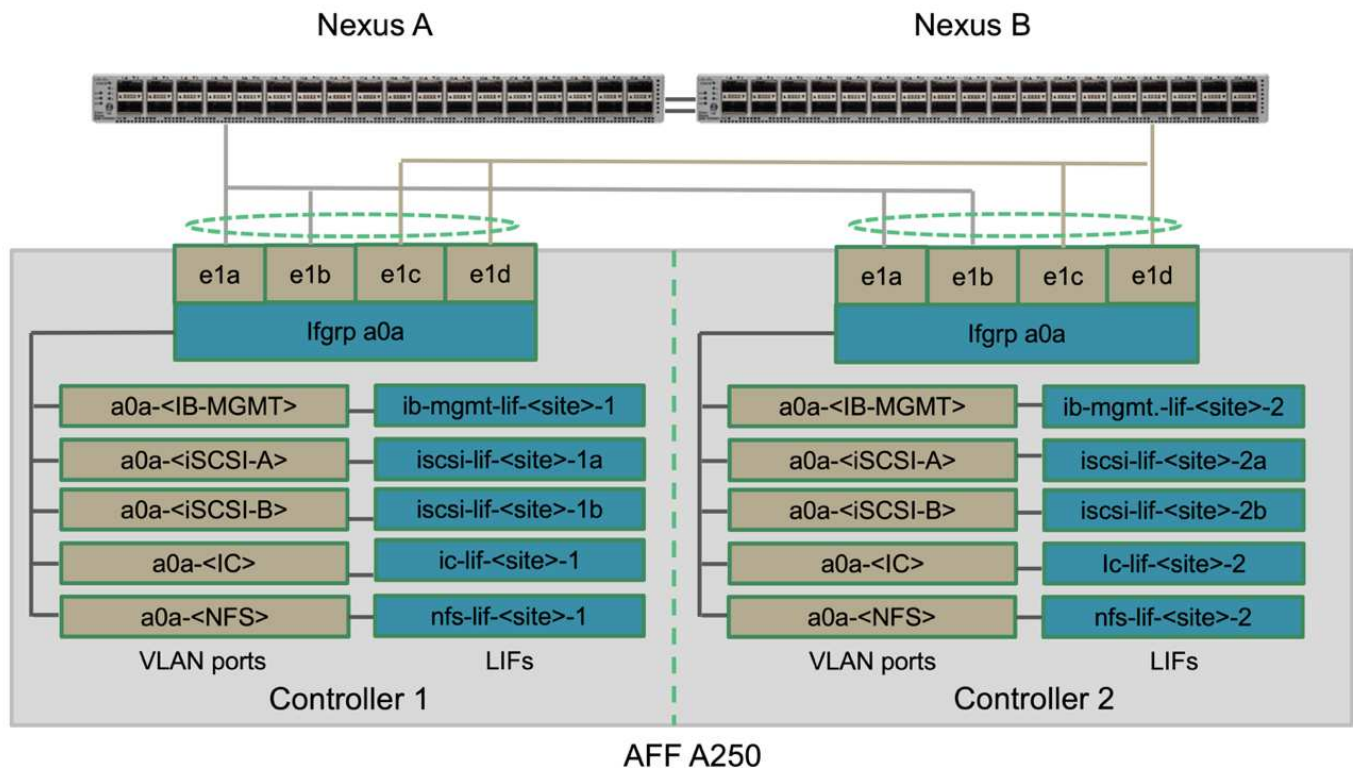 Nexus A
Nexus B
e1a e1b e1c e1d
e1a e1b e1c e1d
Ifgrp a0a
Ifgrp a0a
a0a-<IB-MGMT> ib-mgmt-lif-<site>-1
a0a-<IB-MGMT> ib-mgmt.-lif-<site>-2
a0a-<iSCSI-A> iscsi-lif-<site>-1a
a0a-<iSCSI-A> iscsi-lif-<site>-2a
a0a-<iSCSI-B> iscsi-lif-<site>-1b
a0a-<iSCSI-B> iscsi-lif-<site>-2b
a0a-<IC> ic-lif-<site>-1
a0a-<IC> Ic-lif-<site>-2
a0a-<NFS> nfs-lif-<site>-1
a0a-<NFS> nfs-lif-<site>-2
VLAN ports LIFs
VLAN ports LIFs
Controller 1
Controller 2
AFF A250